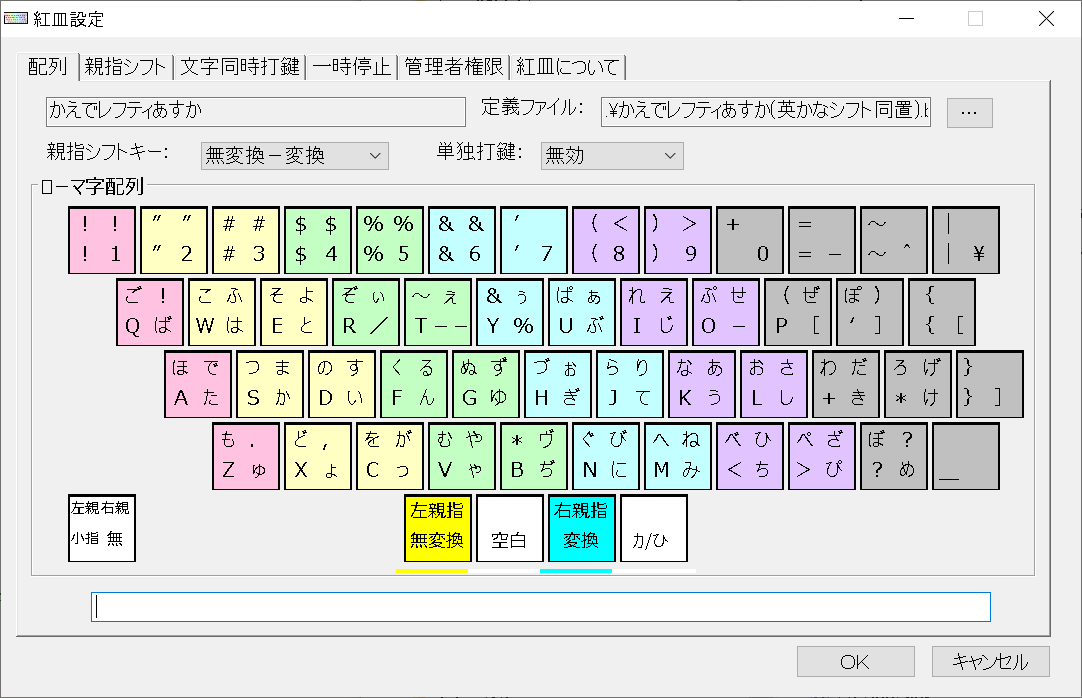 紅皿設定
配列 親指シフト 文字同時打鍵 一時停止 管理者権限 紅皿について
かえでレフティあすか 定義ファイル: .¥かえでレフティあすか(英かなシフト同置).b ...
親指シフトキー: 無変換－変換 単独打鍵: 無効
ローマ字配列
! ! ″ ″ # # $ $ % % & & ′ ( < ) > + = ～ |
! 1 ″ 2 # 3 $ 4 % 5 & 6 ′ 7 ( 8 ) 9 0 = － ～ ＾ | ¥
ご ! こ ふ そ よ ぞ ぃ ～ ぇ & ぅ ぱ ぁ れ え ぷ せ ( ぜ ぽ ) {
Q ば W は E と R ／ T －－ Y % U ぶ I じ O － P [ ‘ ] { [
ほ で つ ま の す く る ぬ ず づ ぉ ら り な あ お さ わ だ ろ げ }
A た S か D い F ん G ゆ H ぎ J て K う L し + き * け } ]
も . ど , を が む や * ヴ ぐ び へ ね べ ひ ぺ ざ ぼ ?
Z ゅ X ょ C っ V ゃ B ぢ N に M み < ち > ぴ ? め ＿
左親右親 左親指 右親指
小指 無 無変換 空白 変換 カ/ひ
OK キャンセル